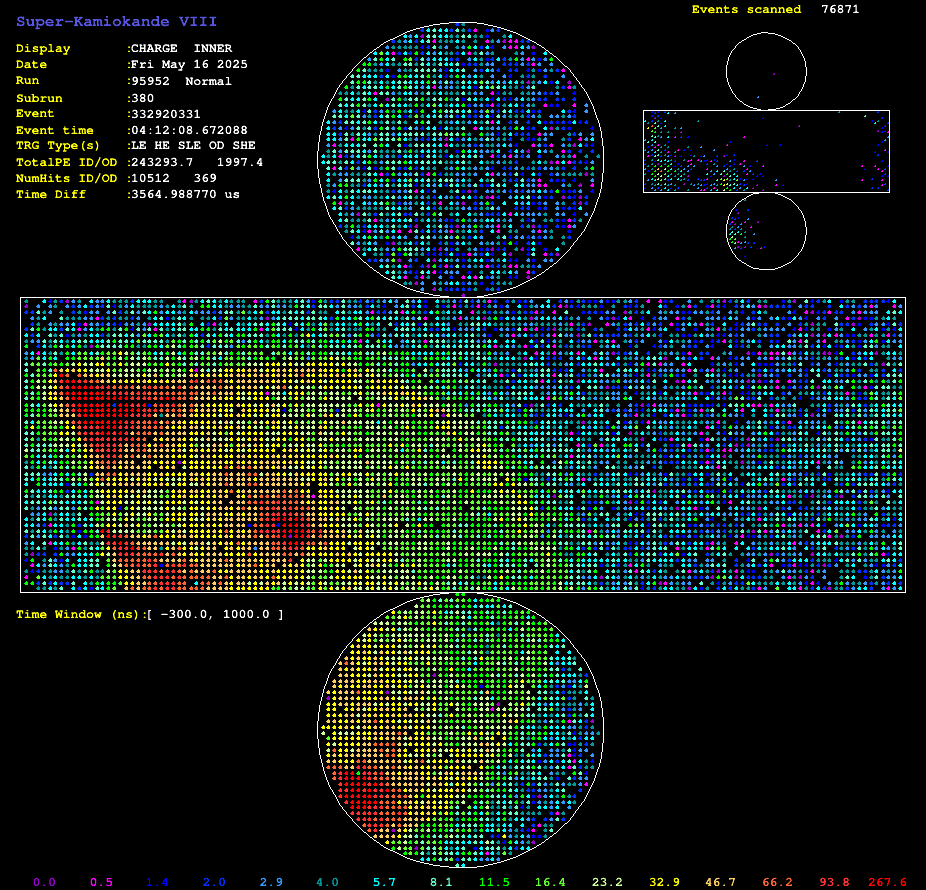 Super-Kamiokande VIII
Events scanned 76871
Display :CHARGE INNER
Date :Fri May 16 2025
Run :95952 Normal
Subrun :380
Event :332920331
Event time :04:12:08.672088
TRG Type(s) :LE HE SLE OD SHE
TotalPE ID/OD :243293.7 1997.4
NumHits ID/OD :10512 369
Time Diff :3564.988770 us
Time Window (ns):[ -300.0, 1000.0 ]
0.0 0.5 1.4 2.0 2.9 4.0 5.7 8.1 11.5 16.4 23.2 32.9 46.7 66.2 93.8 267.6